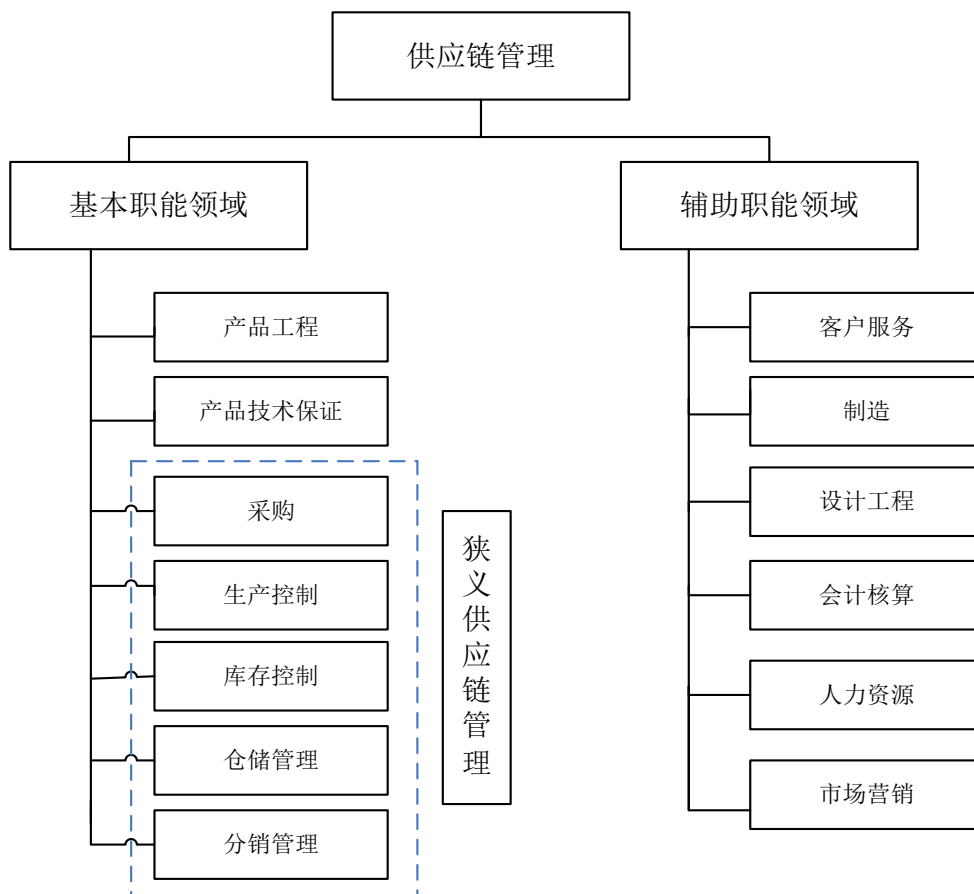 供应链管理
基本职能领域
辅助职能领域
产品工程
产品技术保证
采购
生产控制
库存控制
仓储管理
分销管理
狭义供应链管理
客户服务
制造
设计工程
会计核算
人力资源
市场营销